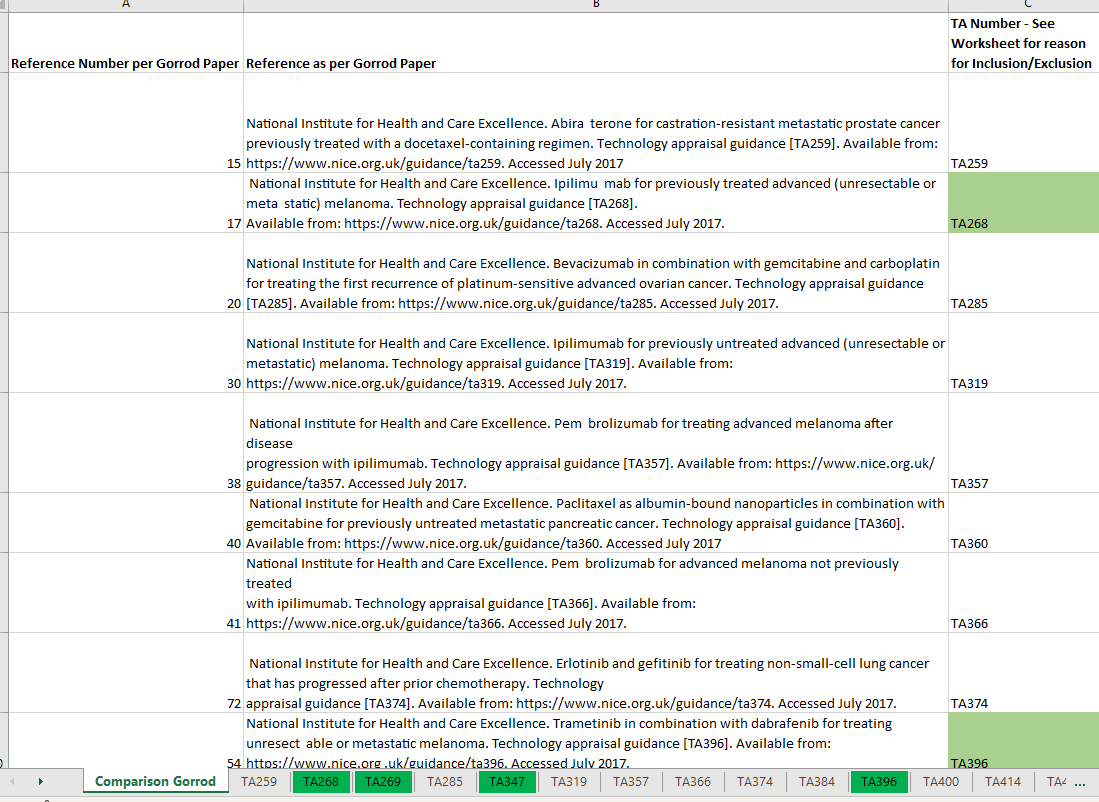 A B C
TA Number - See
Worksheet for reason
Reference Number per Gorrod Paper Reference as per Gorrod Paper for Inclusion/Exclusion
National Institute for Health and Care Excellence. Abira terone for castration-resistant metastatic prostate cancer
previously treated with a docetaxel-containing regimen. Technology appraisal guidance [TA259]. Available from:
15 https://www.nice.org.uk/guidance/ta259. Accessed July 2017 TA259
National Institute for Health and Care Excellence. Ipilimu mab for previously treated advanced (unresectable or
meta static) melanoma. Technology appraisal guidance [TA268].
17 Available from: https://www.nice.org.uk/guidance/ta268. Accessed July 2017. TA268
National Institute for Health and Care Excellence. Bevacizumab in combination with gemcitabine and carboplatin
for treating the first recurrence of platinum-sensitive advanced ovarian cancer. Technology appraisal guidance
20 [TA285]. Available from: https://www.nice.org.uk/guidance/ta285. Accessed July 2017. TA285
National Institute for Health and Care Excellence. Ipilimumab for previously untreated advanced (unresectable or
metastatic) melanoma. Technology appraisal guidance [TA319]. Available from:
30 https://www.nice.org.uk/guidance/ta319. Accessed July 2017. TA319
National Institute for Health and Care Excellence. Pem brolizumab for treating advanced melanoma after
disease
progression with ipilimumab. Technology appraisal guidance [TA357]. Available from: https://www.nice.org.uk/
38 guidance/ta357. Accessed July 2017. TA357
National Institute for Health and Care Excellence. Paclitaxel as albumin-bound nanoparticles in combination with
gemcitabine for previously untreated metastatic pancreatic cancer. Technology appraisal guidance [TA360].
40 Available from: https://www.nice.org.uk/guidance/ta360. Accessed July 2017 TA360
National Institute for Health and Care Excellence. Pem brolizumab for advanced melanoma not previously
treated
with ipilimumab. Technology appraisal guidance [TA366]. Available from:
41 https://www.nice.org.uk/guidance/ta366. Accessed July 2017. TA366
National Institute for Health and Care Excellence. Erlotinib and gefitinib for treating non-small-cell lung cancer
that has progressed after prior chemotherapy. Technology
72 appraisal guidance [TA374]. Available from: https://www.nice.org.uk/guidance/ta374. Accessed July 2017. TA374
National Institute for Health and Care Excellence. Trametinib in combination with dabrafenib for treating
unresect able or metastatic melanoma. Technology appraisal guidance [TA396]. Available from:
54 https://www.nice.org .uk/guidance/ta396. Accessed July 2017. TA396
Comparison Gorrod TA259 TA268 TA269 TA285 TA347 TA319 TA357 TA366 TA374 TA384 TA396 TA400 TA414 TA4 ...